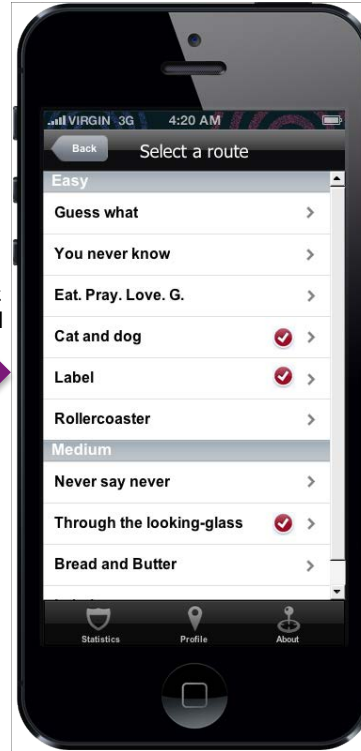 VIRGIN 3G 4:20 AM
Back Select a route
Easy
Guess what
You never know
Eat. Pray. Love. G.
Cat and dog
Label
Rollercoaster
Medium
Never say never
Through the looking-glass
Bread and Butter
Statistics Profile About